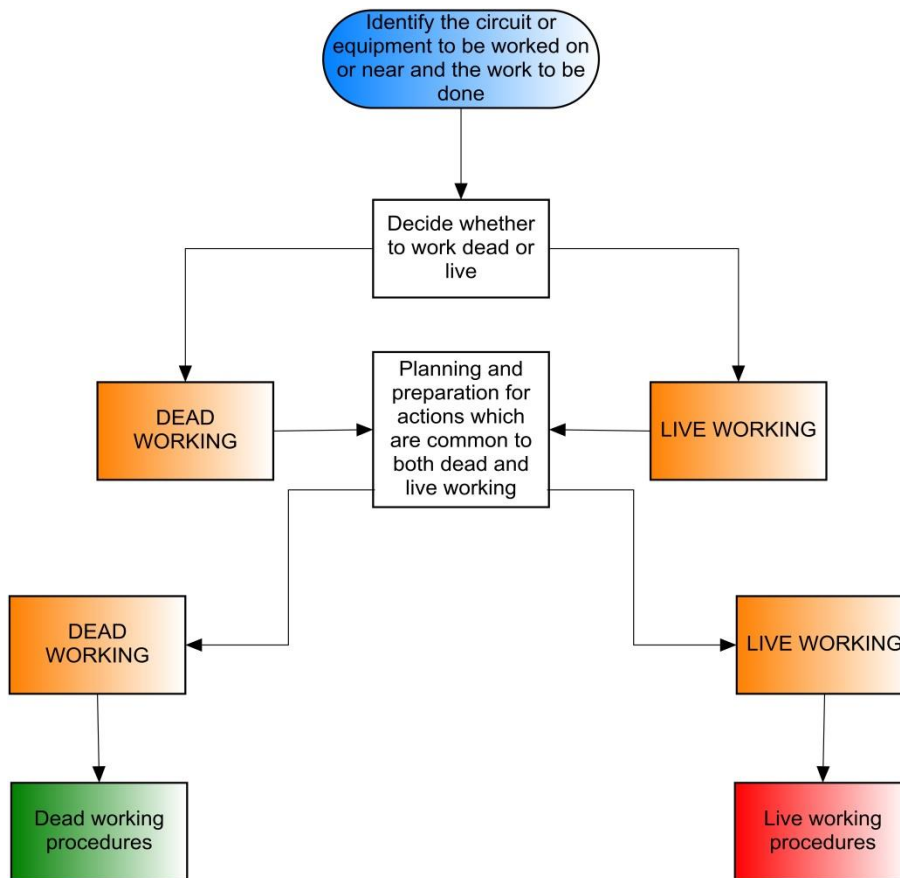 Identify the circuit or
equipment to be worked on
or near and the work to be
done
Decide whether
to work dead or
live
DEAD
WORKING
Planning and
preparation for
actions which
are common to
both dead and
live working
LIVE WORKING
DEAD
WORKING
LIVE WORKING
Dead working
procedures
Live working
procedures